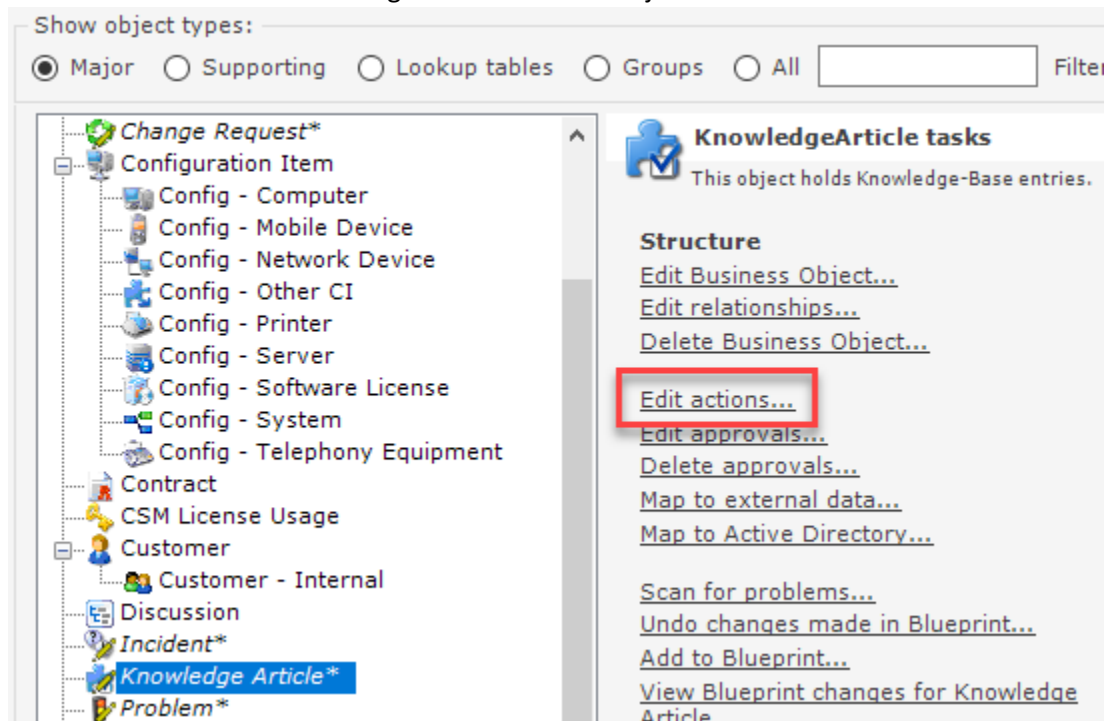 Show object types:
Major Supporting Lookup tables Groups All Filter
Change Request*
Configuration Item
Config - Computer
Config - Mobile Device
Config - Network Device
Config - Other CI
Config - Printer
Config - Server
Config - Software License
Config - System
Config - Telephony Equipment
Contract
CSM License Usage
Customer
Customer - Internal
Discussion
Incident*
Knowledge Article*
Problem*
KnowledgeArticle tasks
This object holds Knowledge-Base entries.
Structure
Edit Business Object...
Edit relationships...
Delete Business Object...
Edit actions...
Edit approvals...
Delete approvals...
Map to external data...
Map to Active Directory...
Scan for problems...
Undo changes made in Blueprint...
Add to Blueprint...
View Blueprint changes for Knowledge
Article